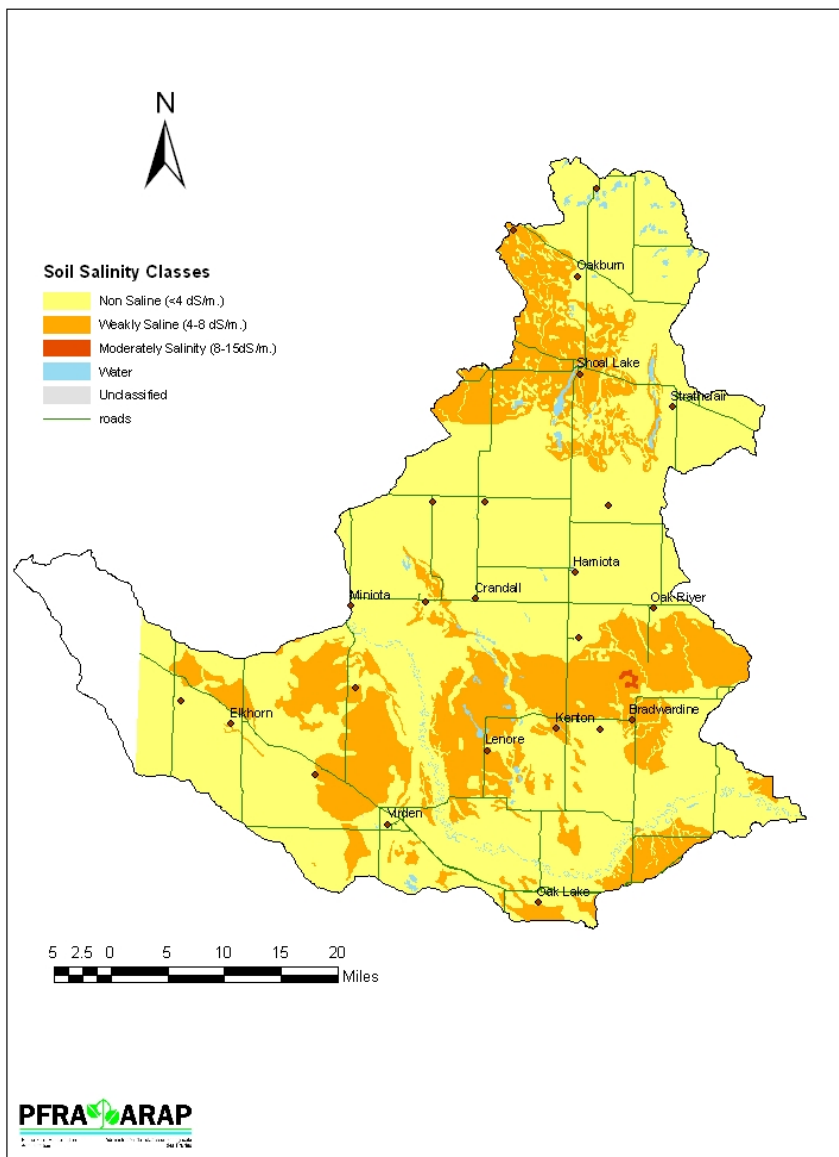 N
Soil Salinity Classes
Non Saline (<4 dS/m.)
Weakly Saline (4-8 dS/m.)
Moderately Salinity (8-15dS/m.)
Water
Unclassified
roads
Oakburn
Shoal Lake
Strathclair
Hamiota
Crandall
Miniota
Oak River
Elkhorn
Bradwardine
Kenton
Lenore
Virden
Oak Lake
5 2.5 0 5 10 15 20
Miles
PFRA ARAP